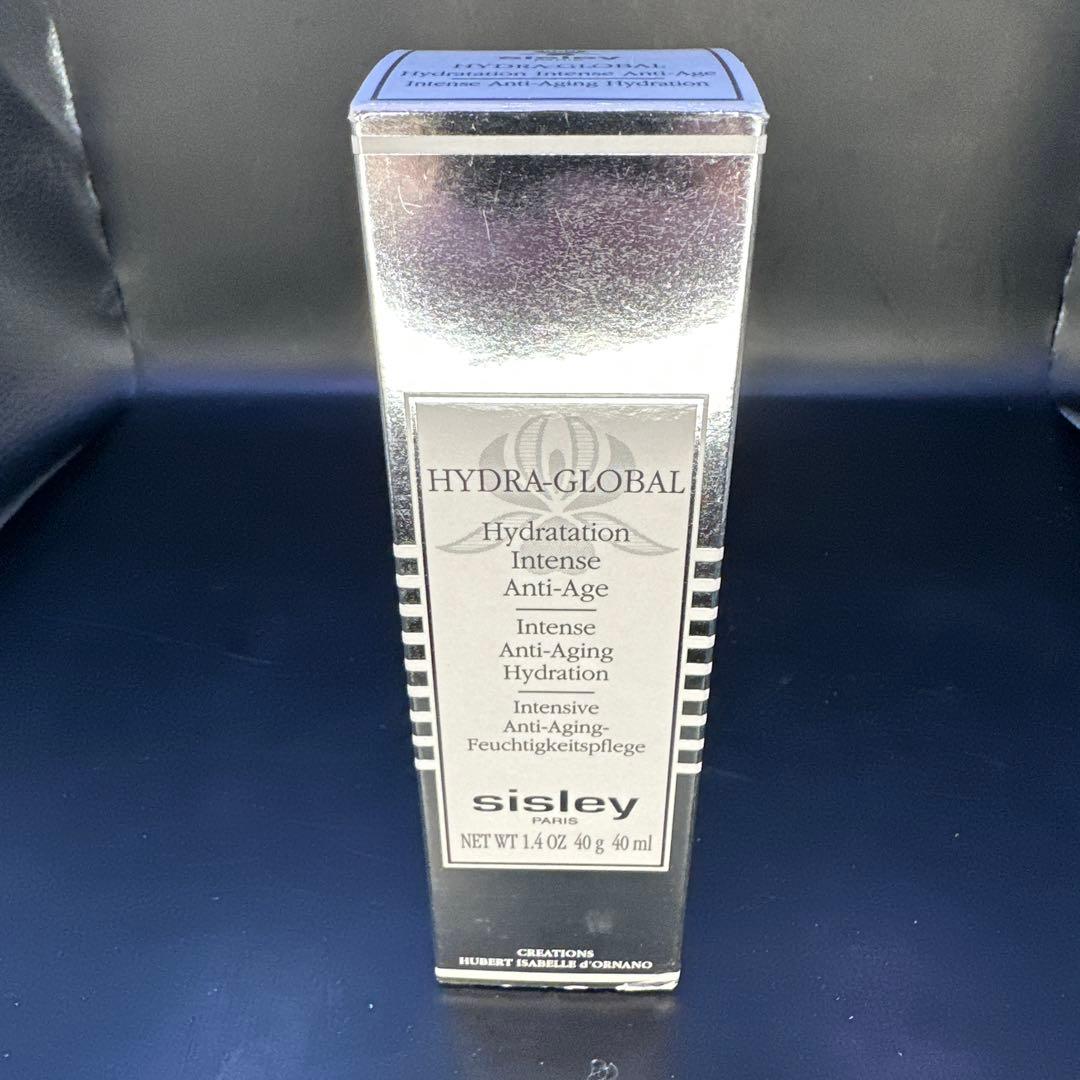 sisley
HYDRA-GLOBAL
Hydratation Intense Anti-Age
Intense Anti-Aging Hydration
HYDRA-GLOBAL
Hydratation
Intense
Anti-Age
Intense
Anti-Aging
Hydration
Intensive
Anti-Aging-
Feuchtigkeitspflege
sisley
PARIS
NET WT 1.4 OZ 40 g 40 ml
CREATIONS
HUBERT ISABELLE d'ORNANO